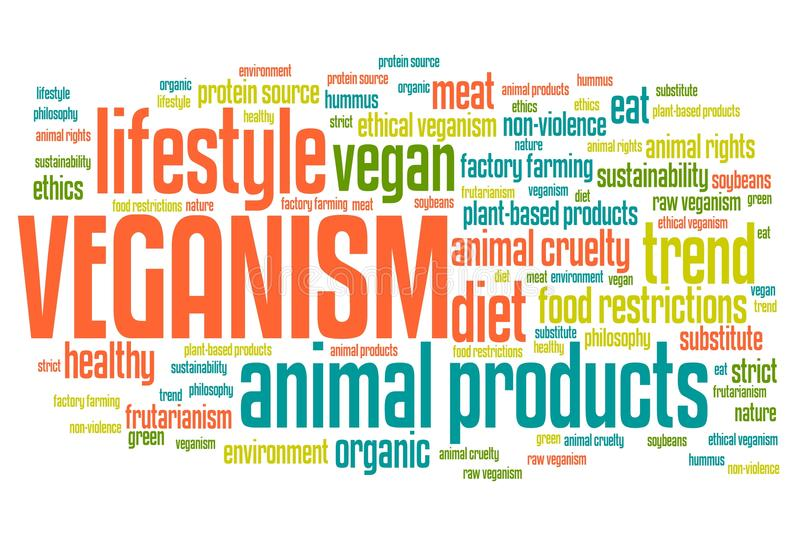 protein source
environment
lifestyle organic protein source organic meat animal products hummus substitute
philosophy lifestyle protein source hummus ethics ethics eat plant-based products
animal rights lifestyle healthy strict ethical veganism non-violence
sustainability vegan nature animal rights animal rights
factory farming sustainability soybeans
ethics food restrictions nature factory farming meat soybeans frutarianism veganism diet raw veganism green
plant-based products ethical veganism
VEGANISM animal cruelty trend eat
diet meat environment vegan
diet food restrictions vegan
trend
substitute philosophy substitute
strict healthy plant-based products animal products food restrictions healthy
sustainability animal products eat strict
factory farming trend philosophy frutarianism
non-violence frutarianism nature
green veganism environment organic animal cruelty green animal cruelty soybeans ethical veganism
raw veganism raw veganism hummus non-violence
dreamstime